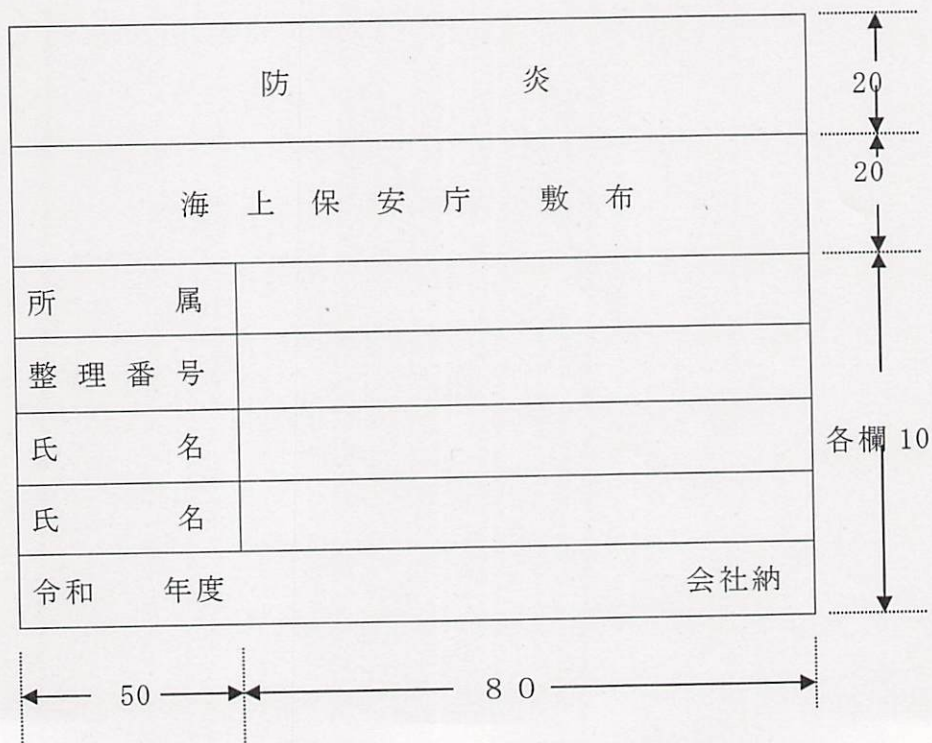 防 炎
20
海 上 保 安 庁 敷 布
20
所 属
整 理 番 号
氏 名
各欄 10
氏 名
令和 年度 会社納
50
80